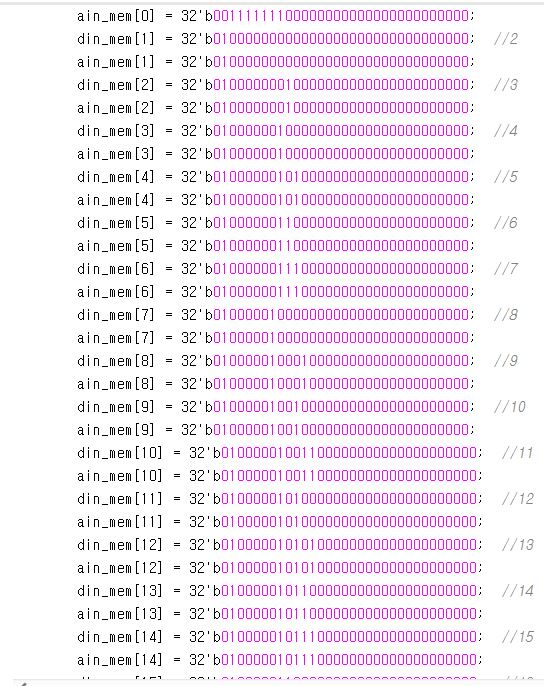 ain_mem[0] = 32'b00111111100000000000000000000000;
din_mem[1] = 32'b01000000000000000000000000000000; //2
ain_mem[1] = 32'b01000000000000000000000000000000;
din_mem[2] = 32'b01000000010000000000000000000000; //3
ain_mem[2] = 32'b01000000010000000000000000000000;
din_mem[3] = 32'b01000000100000000000000000000000; //4
ain_mem[3] = 32'b01000000100000000000000000000000;
din_mem[4] = 32'b01000000101000000000000000000000; //5
ain_mem[4] = 32'b01000000101000000000000000000000;
din_mem[5] = 32'b01000000110000000000000000000000; //6
ain_mem[5] = 32'b01000000110000000000000000000000;
din_mem[6] = 32'b01000000111000000000000000000000; //7
ain_mem[6] = 32'b01000000111000000000000000000000;
din_mem[7] = 32'b01000001000000000000000000000000; //8
ain_mem[7] = 32'b01000001000000000000000000000000;
din_mem[8] = 32'b01000001000100000000000000000000; //9
ain_mem[8] = 32'b01000001000100000000000000000000;
din_mem[9] = 32'b01000001001000000000000000000000; //10
ain_mem[9] = 32'b01000001001000000000000000000000;
din_mem[10] = 32'b01000001001100000000000000000000; //11
ain_mem[10] = 32'b01000001001100000000000000000000;
din_mem[11] = 32'b01000001010000000000000000000000; //12
ain_mem[11] = 32'b01000001010000000000000000000000;
din_mem[12] = 32'b01000001010100000000000000000000; //13
ain_mem[12] = 32'b01000001010100000000000000000000;
din_mem[13] = 32'b01000001011000000000000000000000; //14
ain_mem[13] = 32'b01000001011000000000000000000000;
din_mem[14] = 32'b01000001011100000000000000000000; //15
ain_mem[14] = 32'b01000001011100000000000000000000;